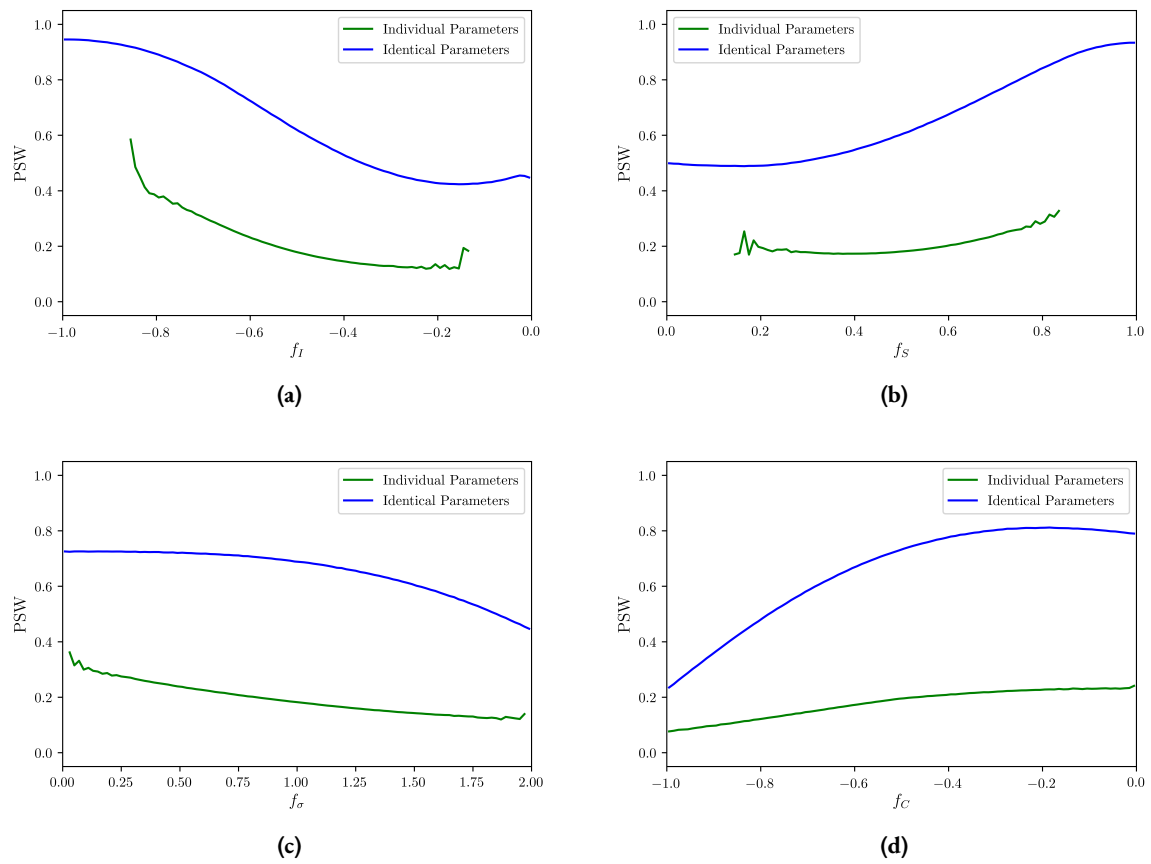 1.0
0.8
0.6
0.4
0.2
0.0
PSW
Individual Parameters
Identical Parameters
−1.0 −0.8 −0.6 −0.4 −0.2 0.0
f_I
(a)
1.0
0.8
0.6
0.4
0.2
0.0
PSW
Individual Parameters
Identical Parameters
0.0 0.2 0.4 0.6 0.8 1.0
f_S
(b)
1.0
0.8
0.6
0.4
0.2
0.0
PSW
Individual Parameters
Identical Parameters
0.00 0.25 0.50 0.75 1.00 1.25 1.50 1.75 2.00
f_σ
(c)
1.0
0.8
0.6
0.4
0.2
0.0
PSW
Individual Parameters
Identical Parameters
−1.0 −0.8 −0.6 −0.4 −0.2 0.0
f_C
(d)